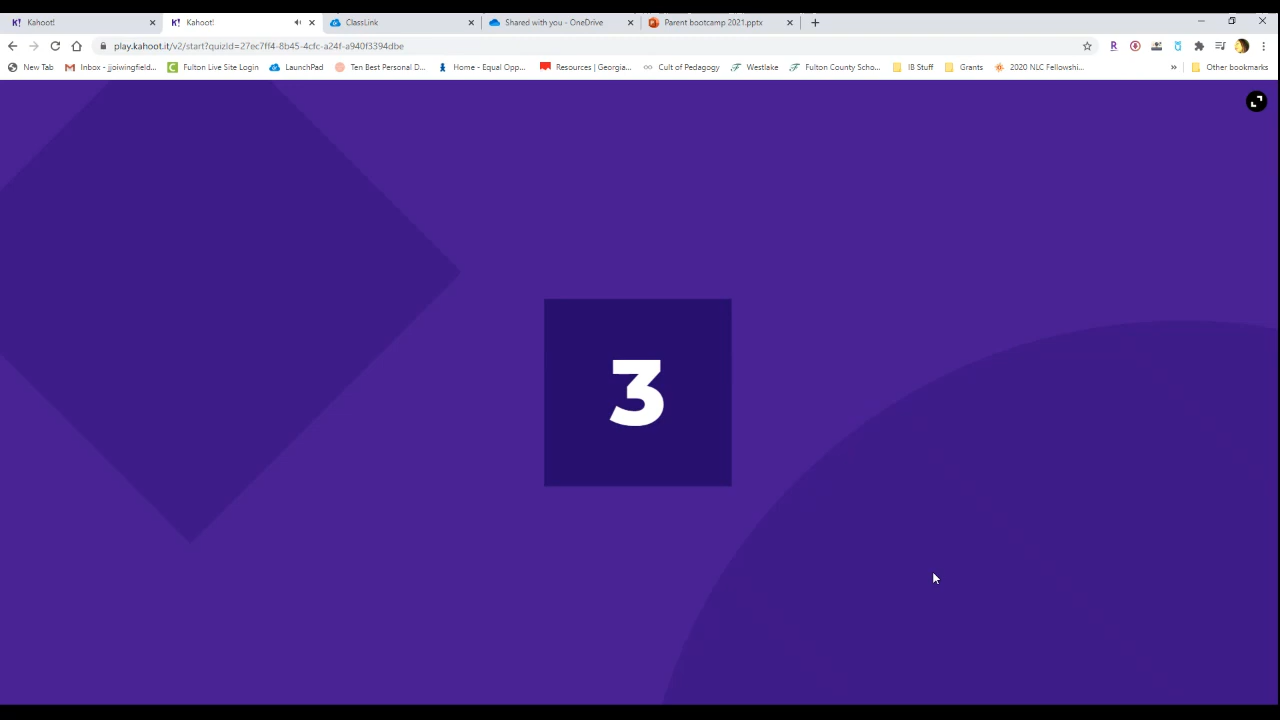 K! Kahoot!
K! Kahoot!
ClassLink
Shared with you - OneDrive
Parent bootcamp 2021.pptx
play.kahoot.it/v2/start?quizId=27ec7ff4-8b45-4cfc-a24f-a940f3394dbe
New Tab
Inbox - jjoiwingfield...
Fulton Live Site Login
LaunchPad
Ten Best Personal D...
Home - Equal Opp...
Resources | Georgia...
Cult of Pedagogy
Westlake
Fulton County Scho...
IB Stuff
Grants
2020 NLC Fellowshi...
»
Other bookmarks
3